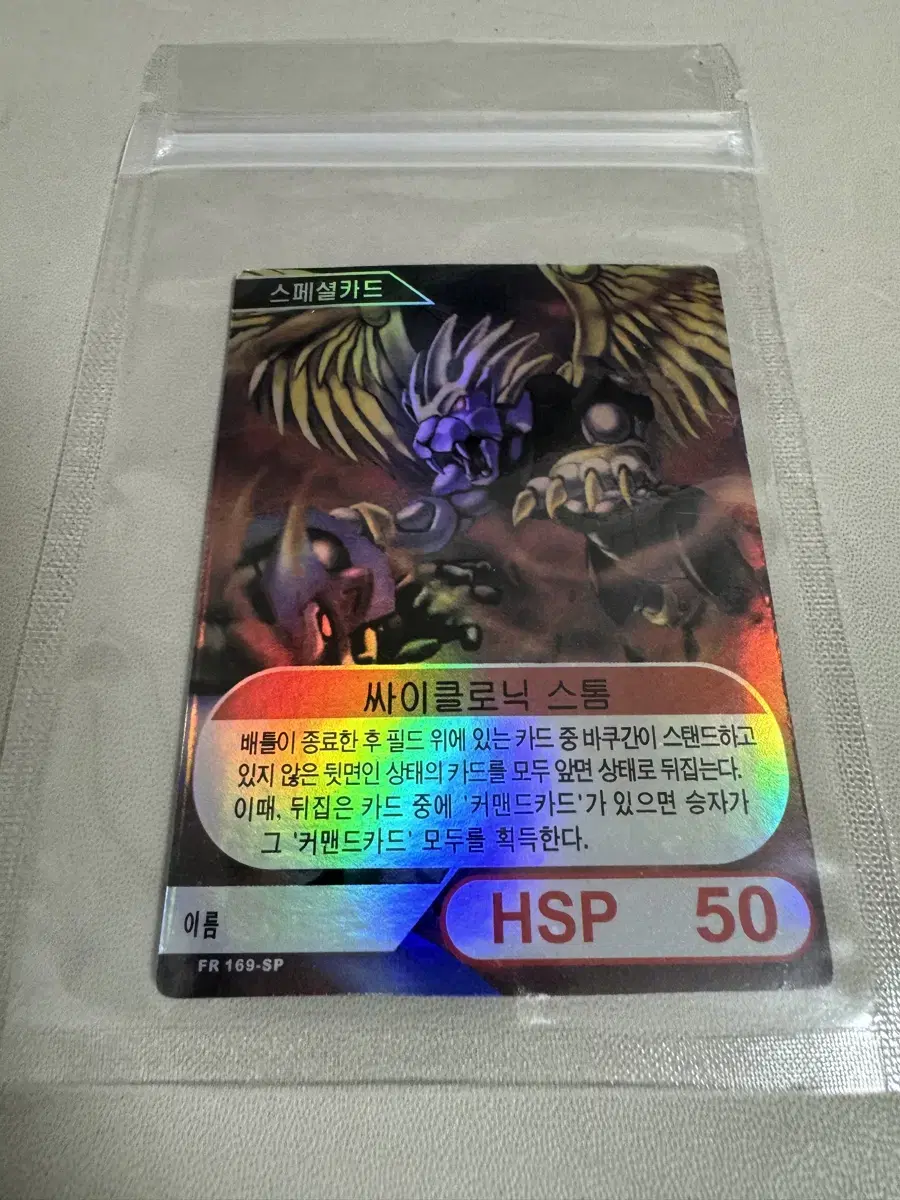 스페셜카드
싸이클로닉 스톰
배틀이 종료한 후 필드 위에 있는 카드 중 바쿠간이 스탠드하고
있지 않은 뒷면인 상태의 카드를 모두 앞면 상태로 뒤집는다.
이때, 뒤집은 카드 중에 '커맨드카드'가 있으면 승자가
그 '커맨드카드' 모두를 획득한다.
HSP 50
이름
FR 169-SP